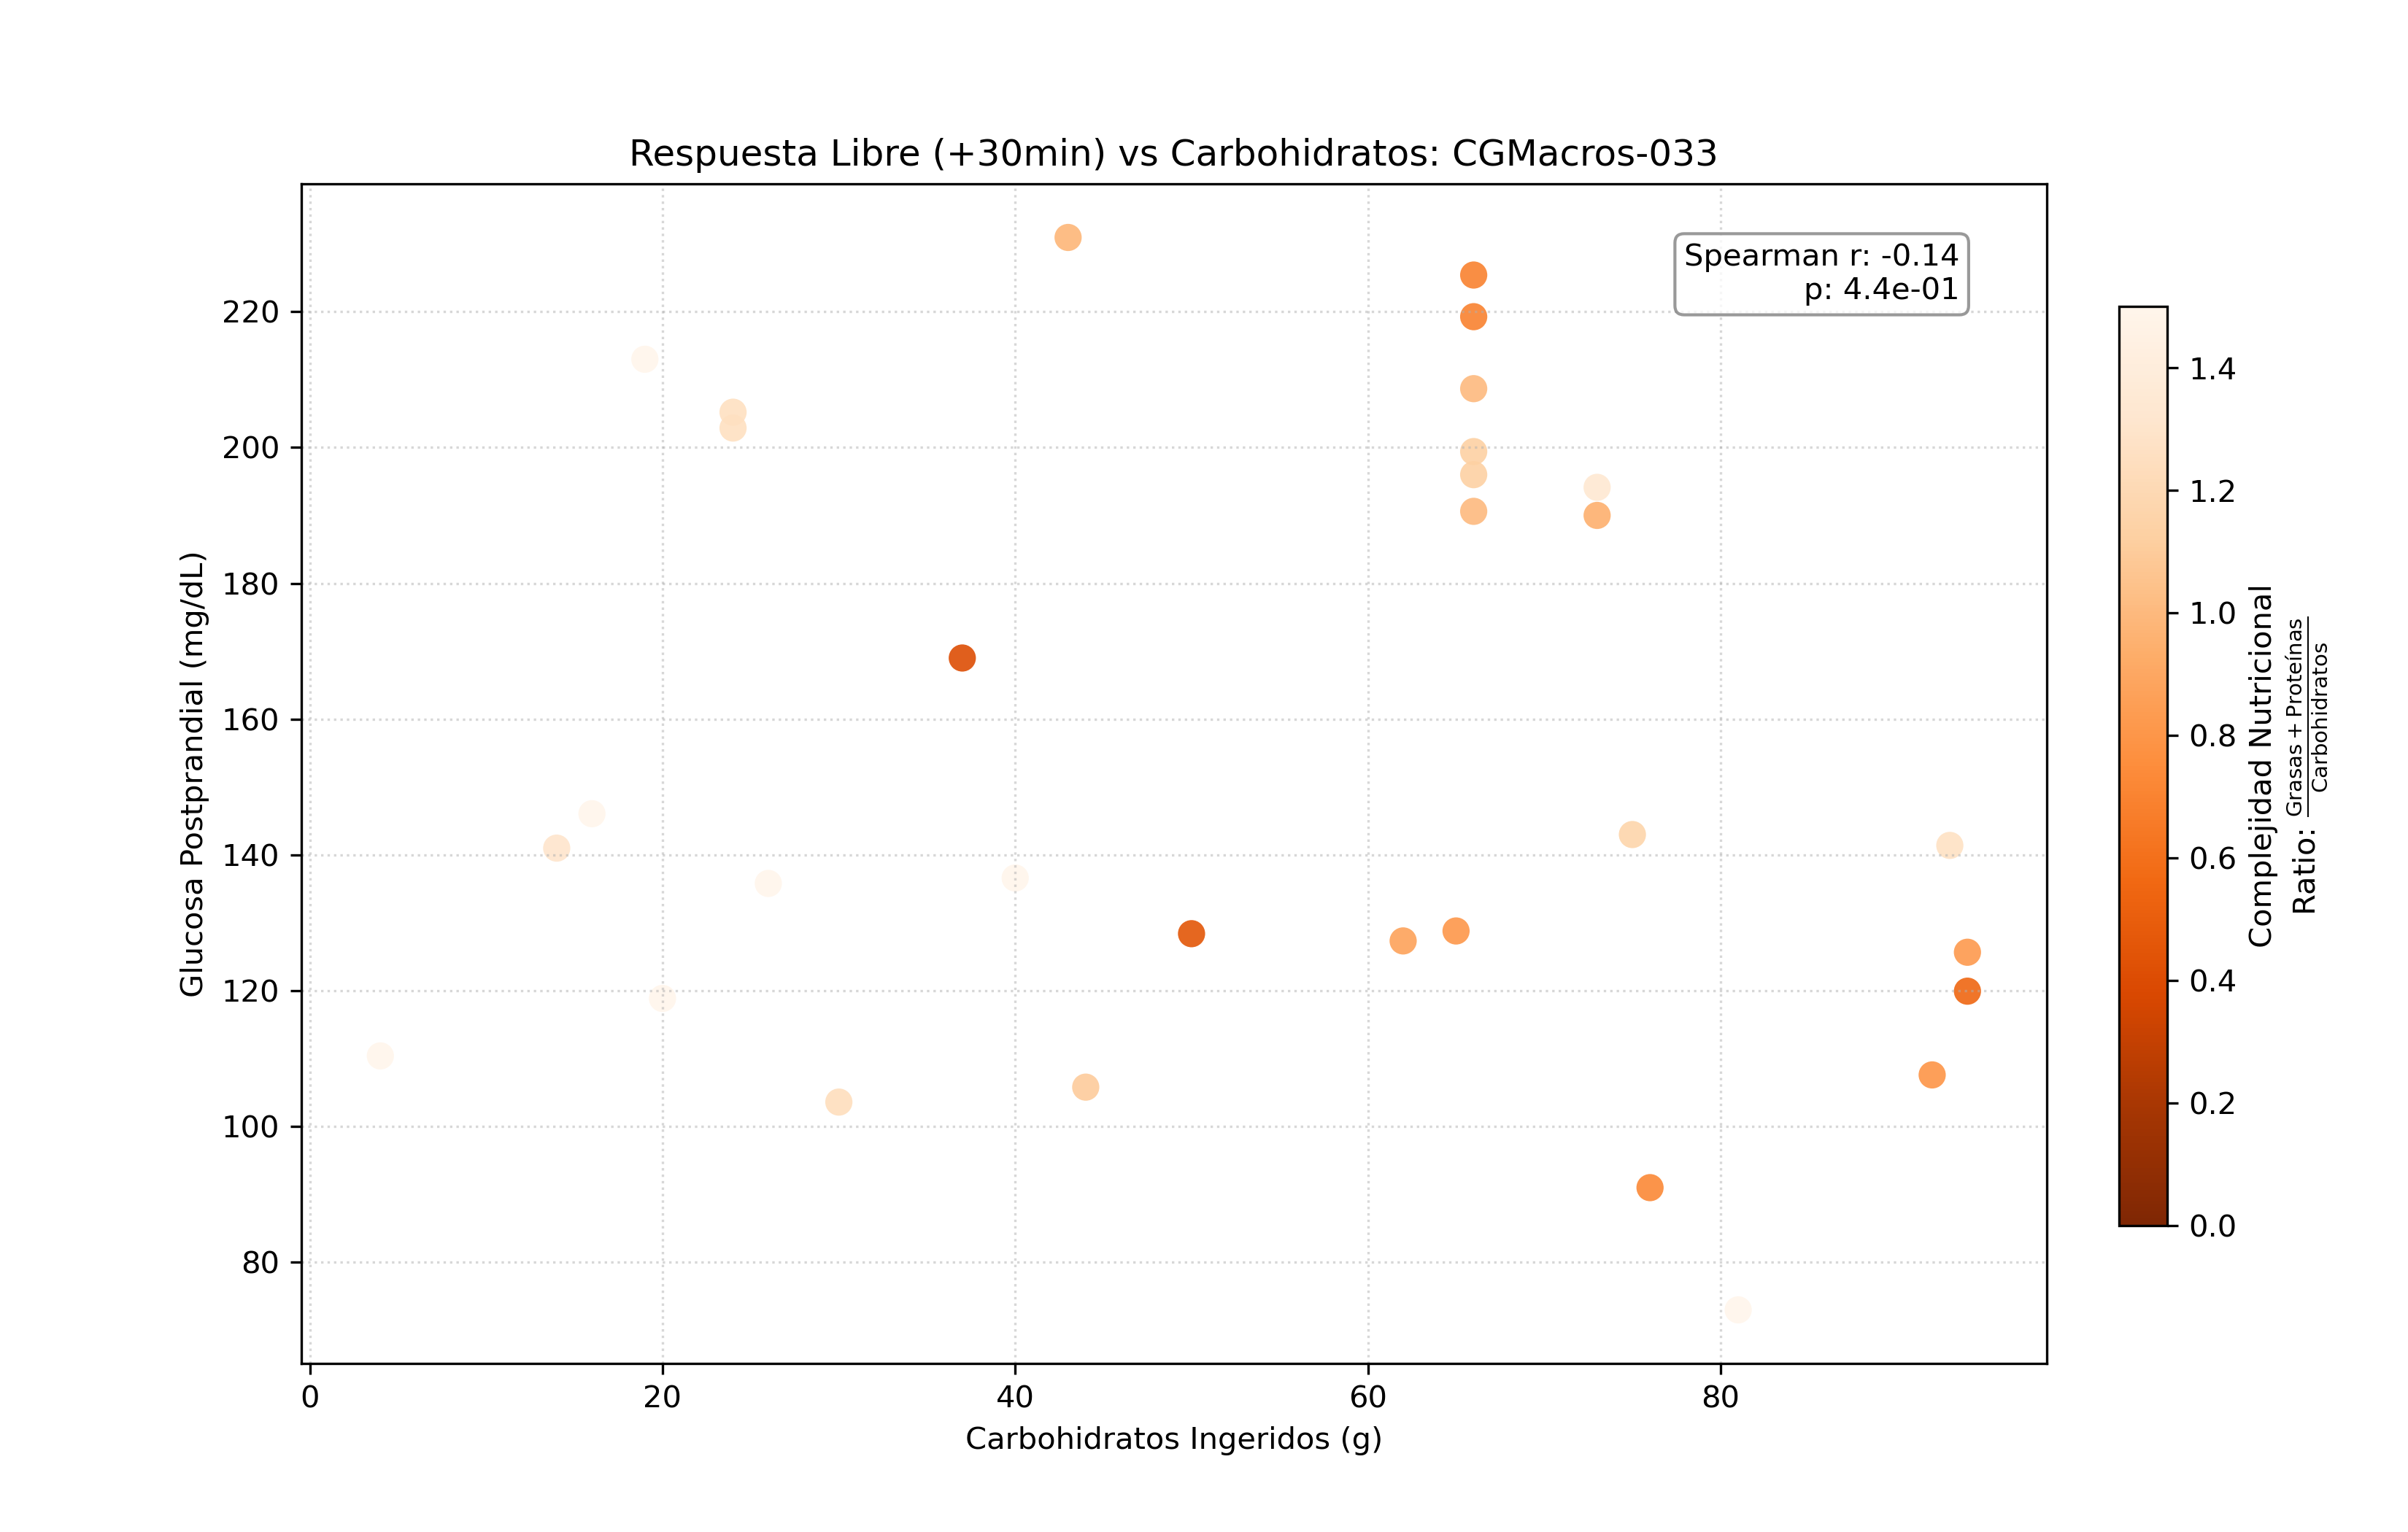 Respuesta Libre (+30min) vs Carbohidratos: CGMacros-033
Spearman r: -0.14
p: 4.4e-01
Glucosa Postprandial (mg/dL)
220
200
180
160
140
120
100
80
0
20
40
60
80
Carbohidratos Ingeridos (g)
1.4
1.2
1.0
0.8
0.6
0.4
0.2
0.0
Complejidad Nutricional
Ratio: Grasas + Proteínas
Carbohidratos